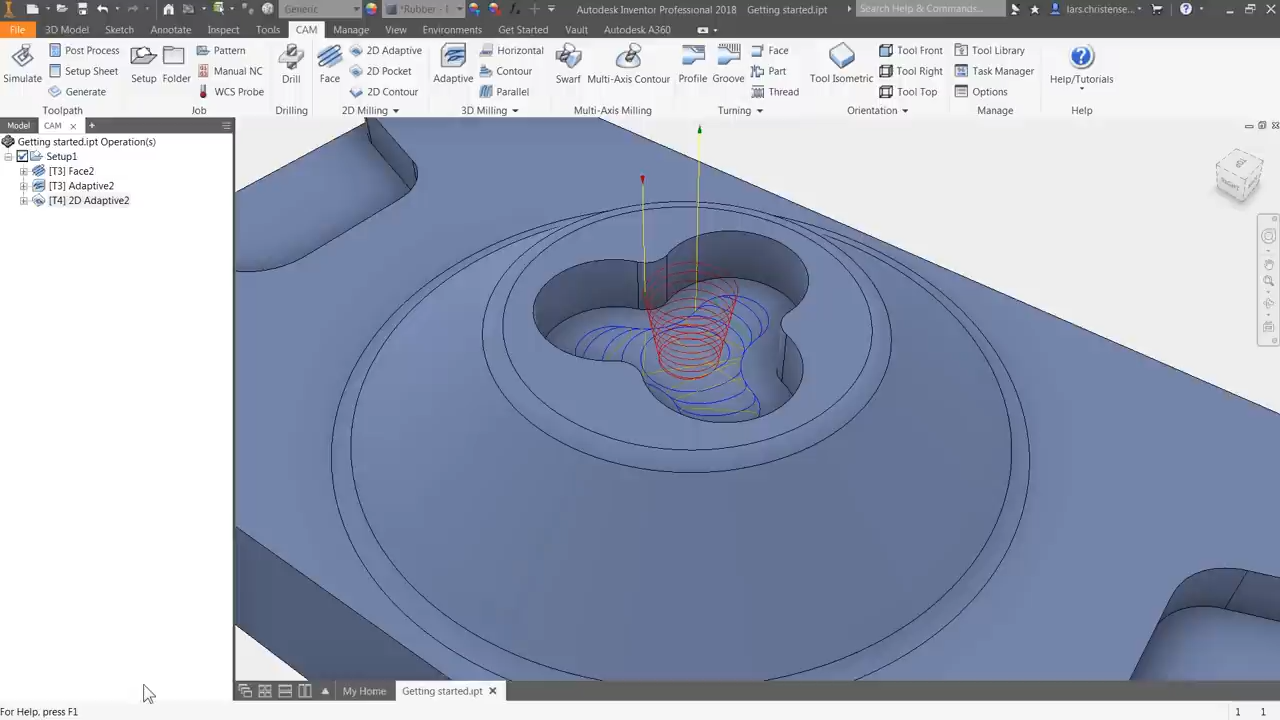 Generic
*Rubber
Autodesk Inventor Professional 2018 Getting started.ipt
Search Help & Commands...
lars.christense...
File 3D Model Sketch Annotate Inspect Tools CAM Manage View Environments Get Started Vault Autodesk A360
Simulate
Post Process
Setup Sheet
Generate
Toolpath
Setup
Folder
Pattern
Manual NC
WCS Probe
Job
Drill
Drilling
Face
2D Adaptive
2D Pocket
2D Contour
2D Milling
Adaptive
Horizontal
Contour
Parallel
3D Milling
Swarf
Multi-Axis Contour
Multi-Axis Milling
Profile
Groove
Face
Part
Thread
Turning
Tool Isometric
Tool Front
Tool Right
Tool Top
Orientation
Tool Library
Task Manager
Options
Manage
Help/Tutorials
Help
Model CAM
Getting started.ipt Operation(s)
Setup1
[T3] Face2
[T3] Adaptive2
[T4] 2D Adaptive2
RIGHT
My Home
Getting started.ipt
For Help, press F1
1 1